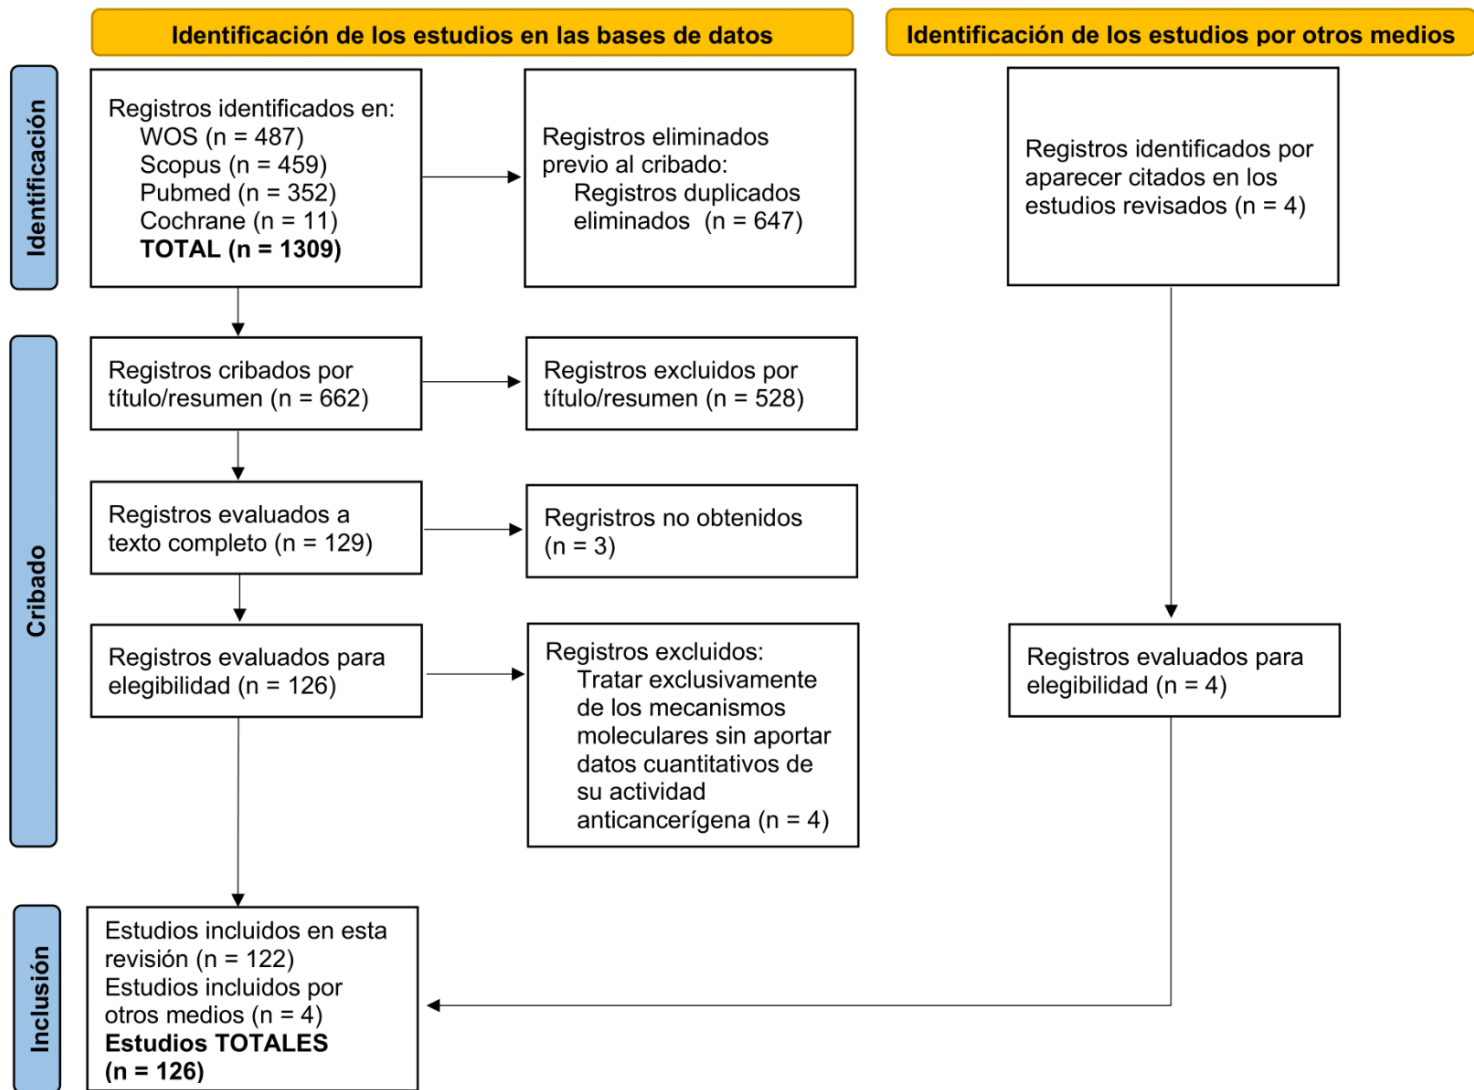 Identificación de los estudios en las bases de datos
Identificación de los estudios por otros medios
Identificación
Registros identificados en:
WOS (n = 487)
Scopus (n = 459)
Pubmed (n = 352)
Cochrane (n = 11)
TOTAL (n = 1309)
Registros eliminados
previo al cribado:
Registros duplicados
eliminados (n = 647)
Registros identificados por
aparecer citados en los
estudios revisados (n = 4)
Cribado
Registros cribados por
título/resumen (n = 662)
Registros excluidos por
título/resumen (n = 528)
Registros evaluados a
texto completo (n = 129)
Regristros no obtenidos
(n = 3)
Registros evaluados para
elegibilidad (n = 126)
Registros excluidos:
Tratar exclusivamente
de los mecanismos
moleculares sin aportar
datos cuantitativos de
su actividad
anticancerígena (n = 4)
Registros evaluados para
elegibilidad (n = 4)
Inclusión
Estudios incluidos en esta
revisión (n = 122)
Estudios incluidos por
otros medios (n = 4)
Estudios TOTALES
(n = 126)